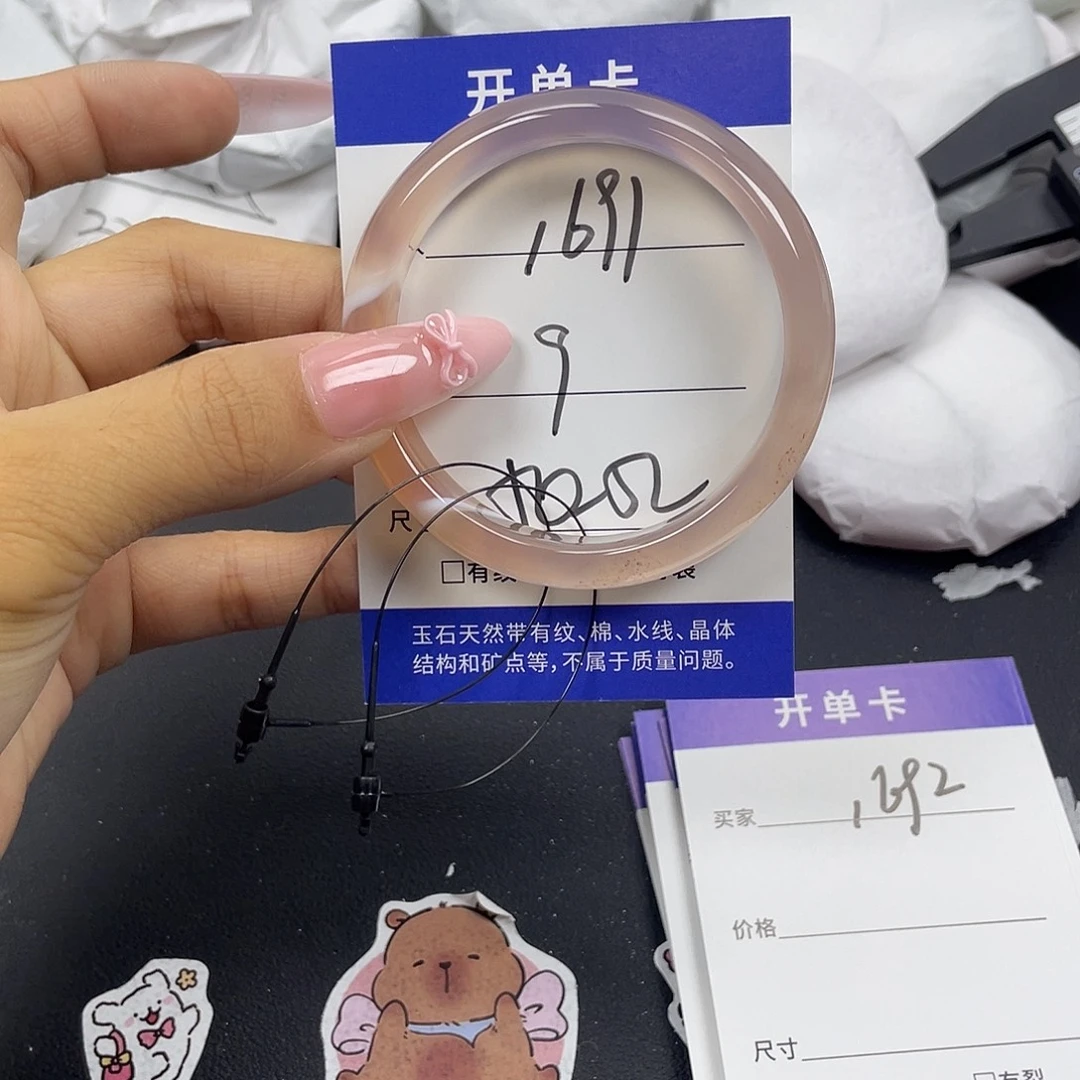 开单卡
1691
9
尺
□有纹 裂
玉石天然带有纹、棉、水线、晶体
结构和矿点等,不属于质量问题。
开单卡
买家 1692
价格
尺寸
□有裂